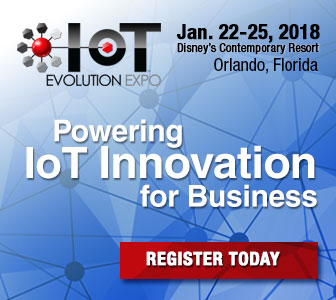 IoT
EVOLUTION EXPO
Jan. 22-25, 2018
Disney's Contemporary Resort
Orlando, Florida
Powering
IoT Innovation
for Business
REGISTER TODAY